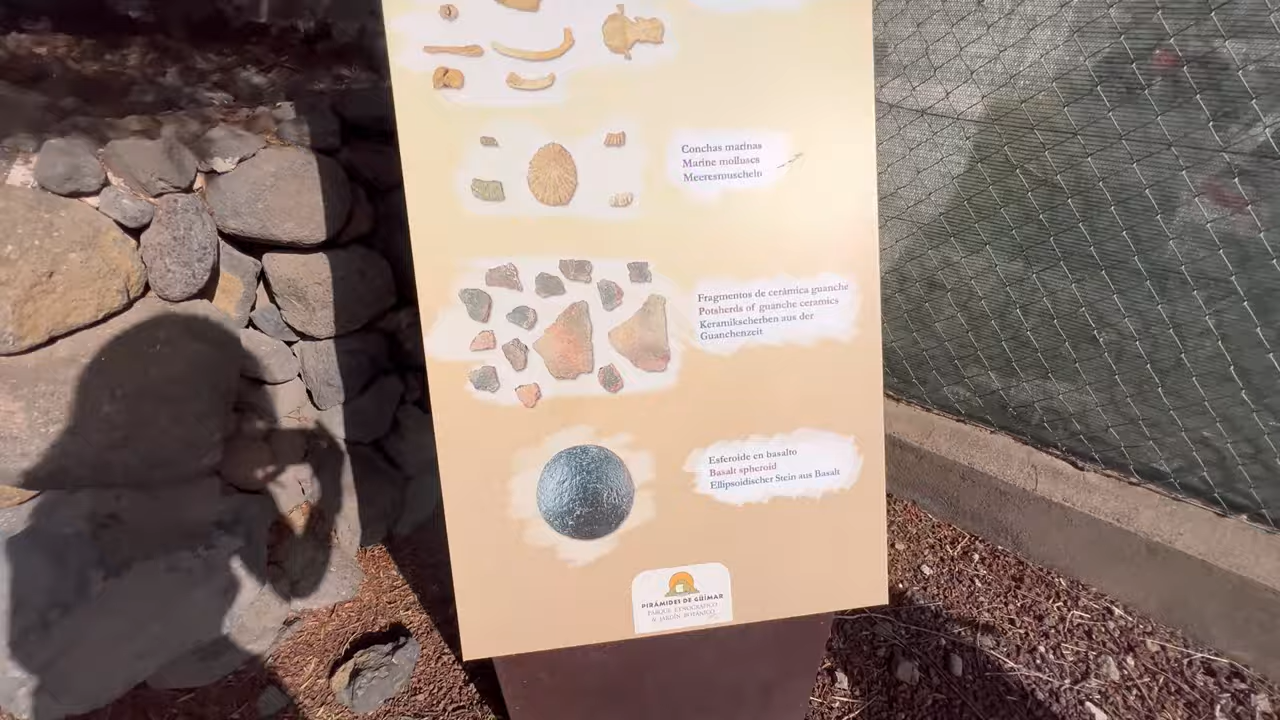 Conchas marinas
Marine molluscs
Meeresmuscheln
Fragmentos de cerámica guanche
Potsherds of guanche ceramics
Keramikscherben aus der
Guanchenzeit
Esferoide en basalto
Basalt spheroid
Ellipsoidischer Stein aus Basalt
PIRÁMIDES DE GÜÍMAR
PARQUE ETNOGRÁFICO
& JARDÍN BOTÁNICO